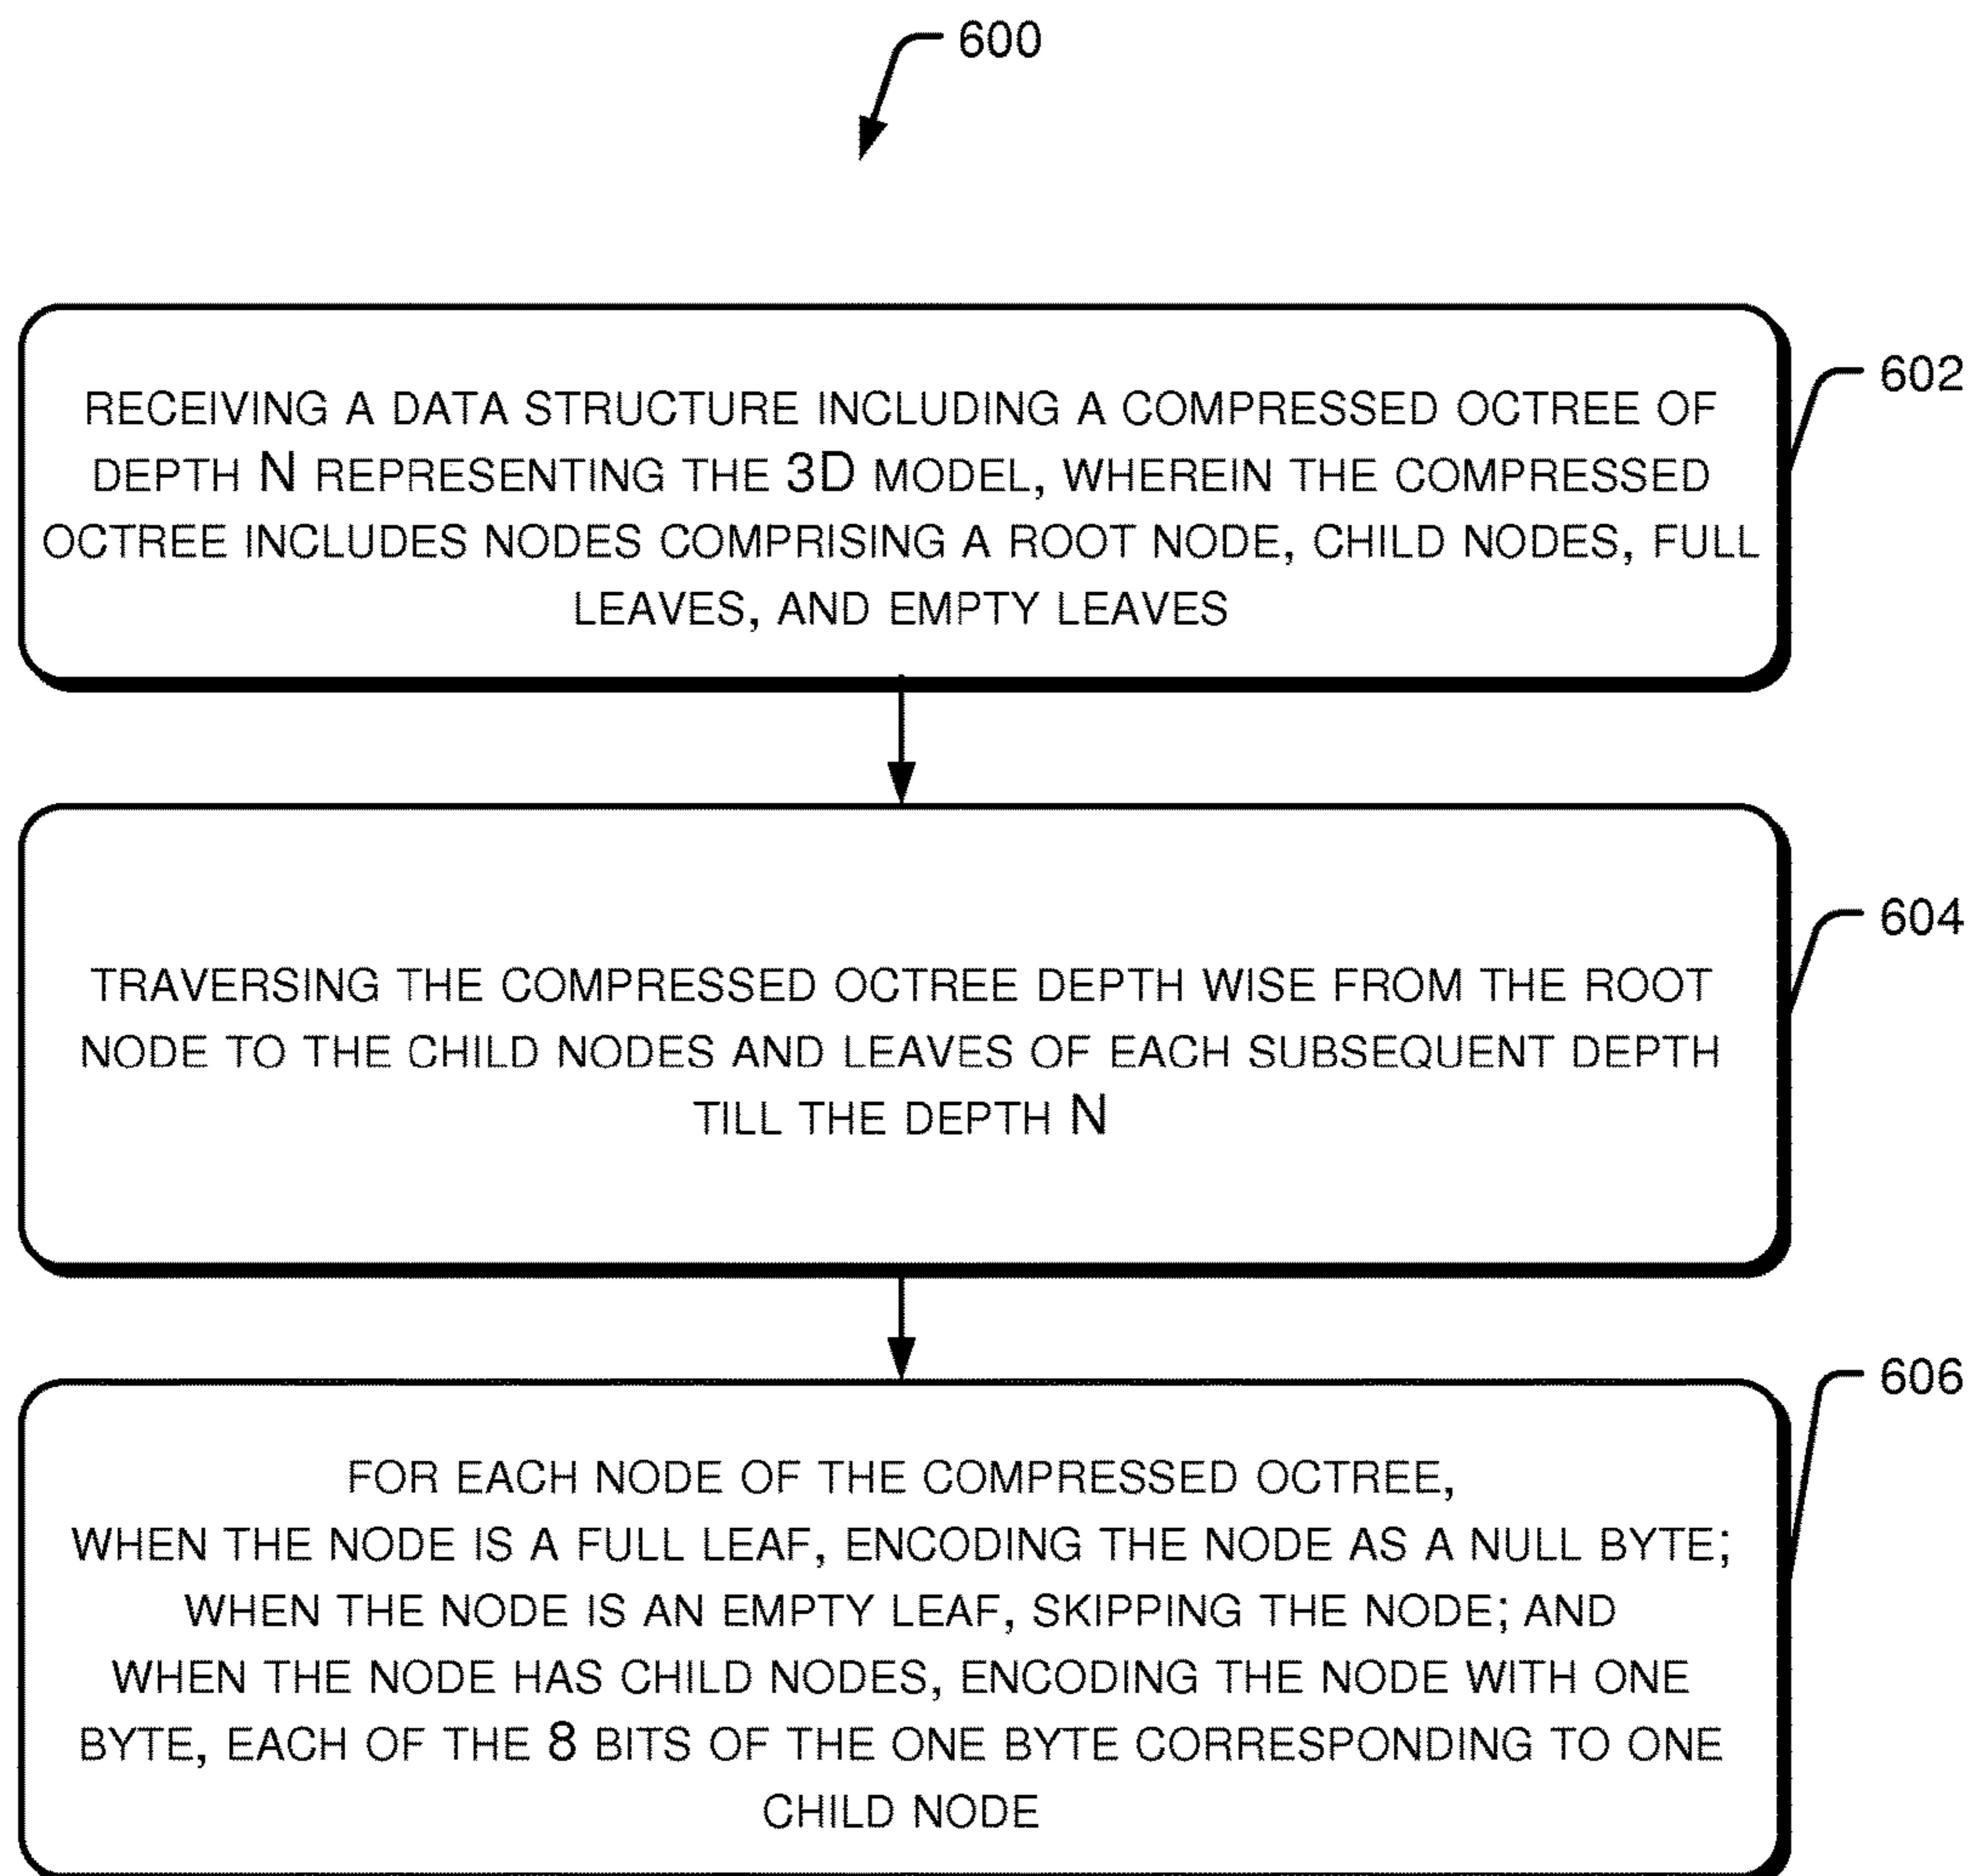 600
602
RECEIVING A DATA STRUCTURE INCLUDING A COMPRESSED OCTREE OF
DEPTH N REPRESENTING THE 3D MODEL, WHEREIN THE COMPRESSED
OCTREE INCLUDES NODES COMPRISING A ROOT NODE, CHILD NODES, FULL
LEAVES, AND EMPTY LEAVES
604
TRAVERSING THE COMPRESSED OCTREE DEPTH WISE FROM THE ROOT
NODE TO THE CHILD NODES AND LEAVES OF EACH SUBSEQUENT DEPTH
TILL THE DEPTH N
606
FOR EACH NODE OF THE COMPRESSED OCTREE,
WHEN THE NODE IS A FULL LEAF, ENCODING THE NODE AS A NULL BYTE;
WHEN THE NODE IS AN EMPTY LEAF, SKIPPING THE NODE; AND
WHEN THE NODE HAS CHILD NODES, ENCODING THE NODE WITH ONE
BYTE, EACH OF THE 8 BITS OF THE ONE BYTE CORRESPONDING TO ONE
CHILD NODE